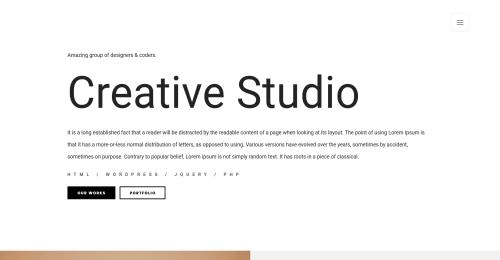 Amazing group of designers & coders.
Creative Studio
It is a long established fact that a reader will be distracted by the readable content of a page when looking at its layout. The point of using Lorem Ipsum is
that it has a more-or-less normal distribution of letters, as opposed to using. Various versions have evolved over the years, sometimes by accident,
sometimes on purpose. Contrary to popular belief, Lorem Ipsum is not simply random text. It has roots in a piece of classical.
HTML / WORDPRESS / JQUERY / PHP
OUR WORKS PORTFOLIO